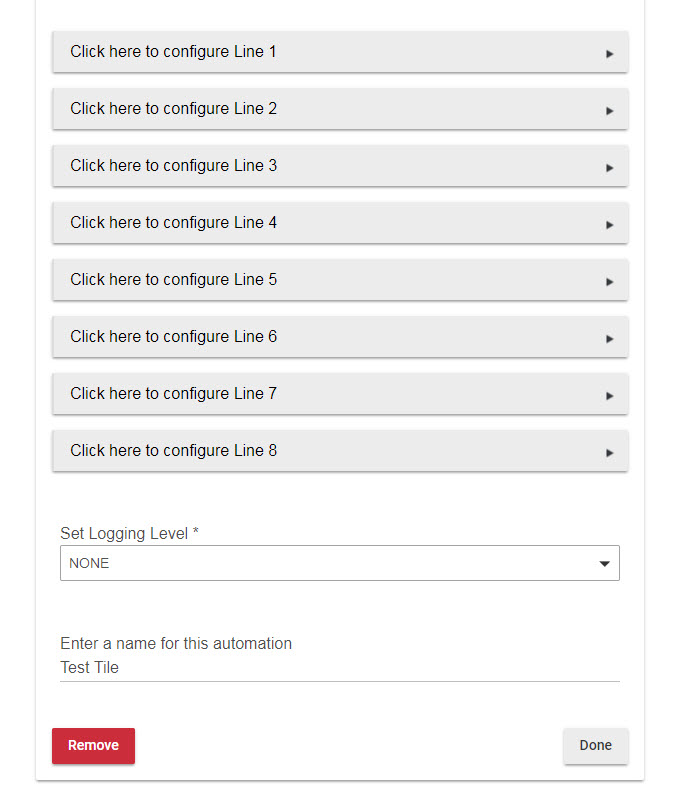 Click here to configure Line 1
Click here to configure Line 2
Click here to configure Line 3
Click here to configure Line 4
Click here to configure Line 5
Click here to configure Line 6
Click here to configure Line 7
Click here to configure Line 8
Set Logging Level *
NONE
Enter a name for this automation
Test Tile
Remove Done